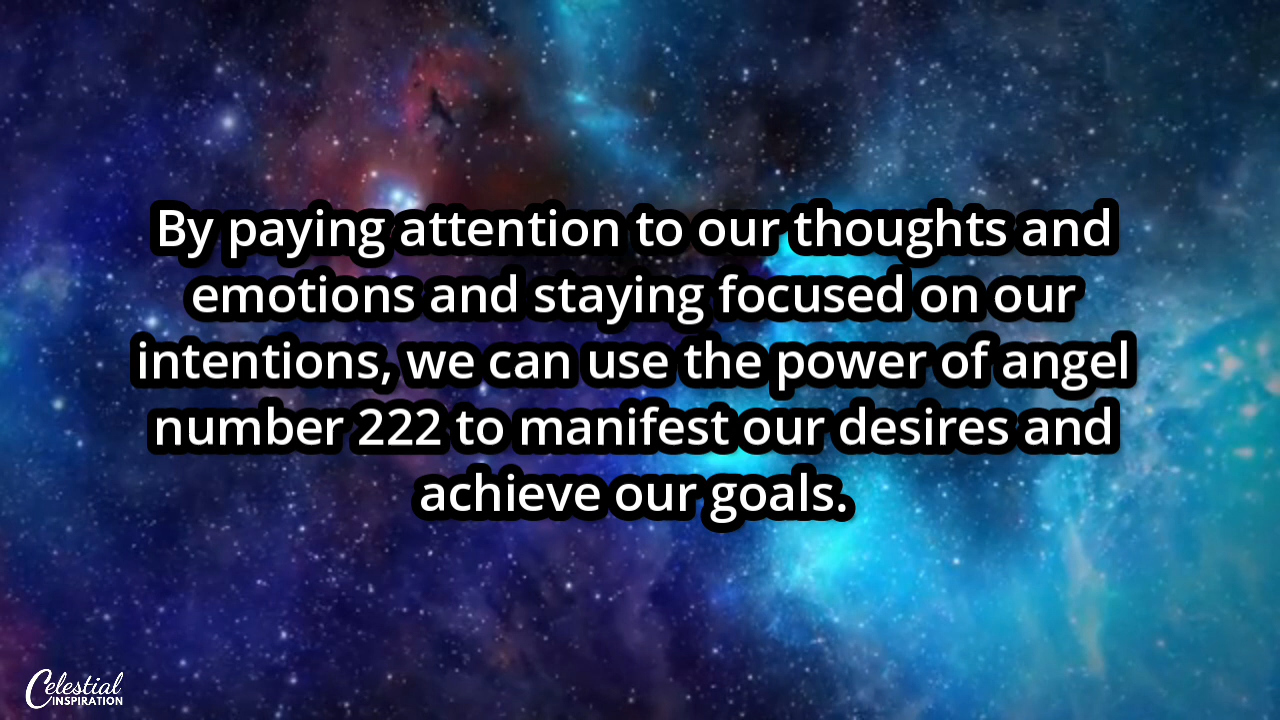 By paying attention to our thoughts and
emotions and staying focused on our
intentions, we can use the power of angel
number 222 to manifest our desires and
achieve our goals.
Celestial
INSPIRATION